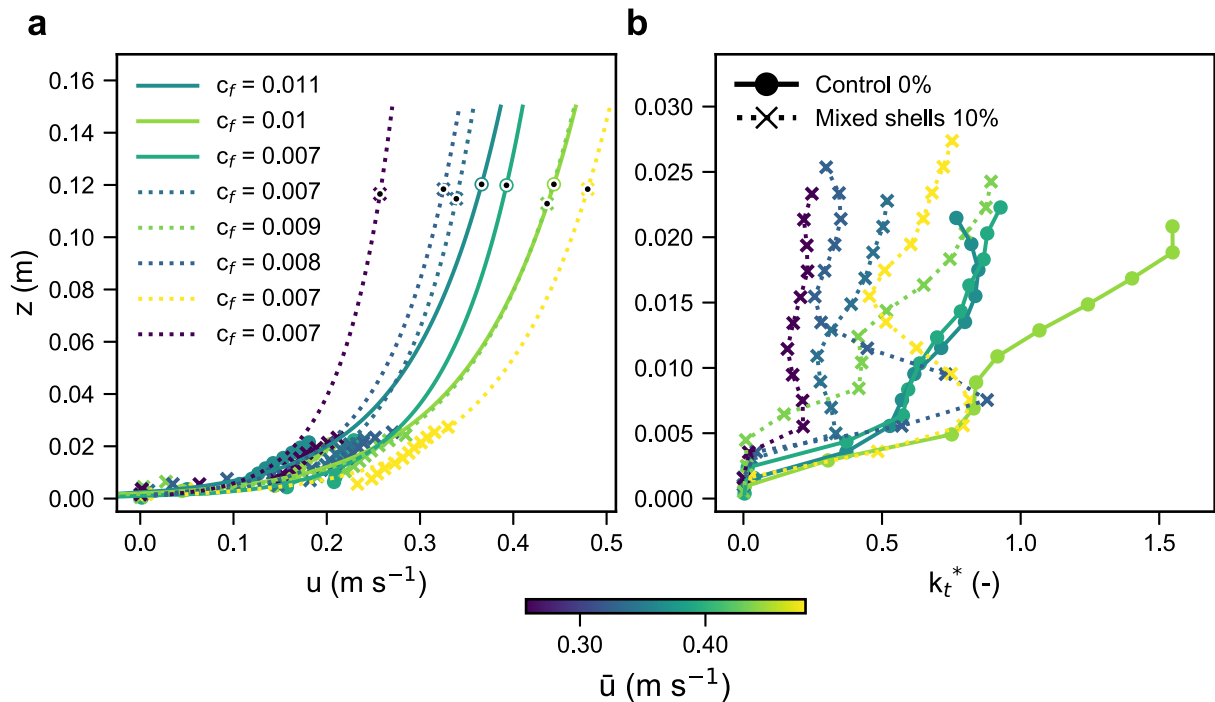 a
b
z (m)
0.16
0.14
0.12
0.10
0.08
0.06
0.04
0.02
0.00
c_f = 0.011
c_f = 0.01
c_f = 0.007
c_f = 0.007
c_f = 0.009
c_f = 0.008
c_f = 0.007
c_f = 0.007
0.0 0.1 0.2 0.3 0.4 0.5
u (m s⁻¹)
0.030
0.025
0.020
0.015
0.010
0.005
0.000
Control 0%
Mixed shells 10%
0.0 0.5 1.0 1.5
k_t* (-)
0.30 0.40
ū (m s⁻¹)